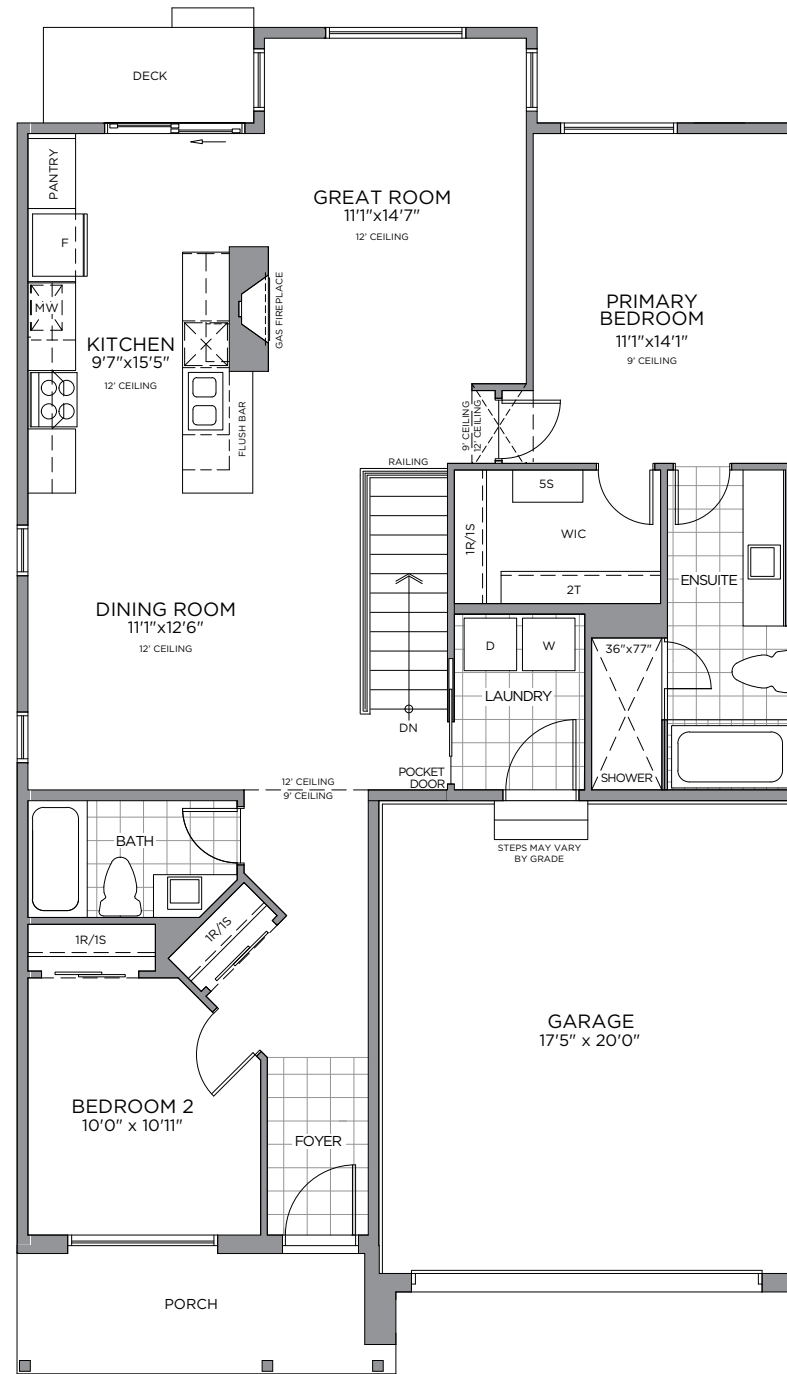 DECK
PANTRY
GREAT ROOM
11'1"x14'7"
12' CEILING
F
GAS FIREPLACE
MW
PRIMARY
BEDROOM
11'1"x14'1"
9' CEILING
KITCHEN
9'7"x15'5"
12' CEILING
FLUSH BAR
9' CEILING
12' CEILING
RAILING
5S
1R/1S
WIC
2T
ENSUITE
DINING ROOM
11'1"x12'6"
12' CEILING
D
W
36"x77"
LAUNDRY
DN
POCKET
DOOR
SHOWER
12' CEILING
9' CEILING
BATH
STEPS MAY VARY
BY GRADE
1R/1S
1R/1S
GARAGE
17'5" x 20'0"
BEDROOM 2
10'0" x 10'11"
FOYER
PORCH